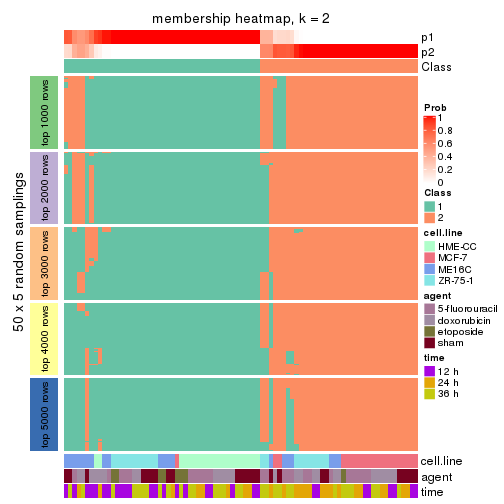 membership heatmap, k = 2
p1
p2
Class
50 x 5 random samplings
top 1000 rows
top 2000 rows
top 3000 rows
top 4000 rows
top 5000 rows
cell.line
agent
time
Prob
1
0.8
0.6
0.4
0.2
0
Class
1
2
cell.line
HME-CC
MCF-7
ME16C
ZR-75-1
agent
5-fluorouracil
doxorubicin
etoposide
sham
time
12 h
24 h
36 h